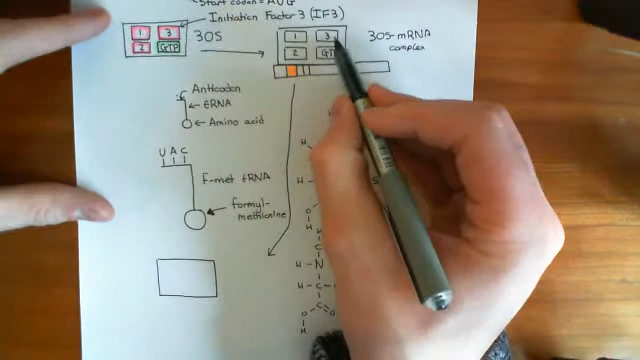 Start codon = AUG
Initiation Factor 3 (IF3)
1 3
2 GTP
30S
1 3
2
30S-mRNA
complex
Anticodon
tRNA
Amino acid
U A C
F-met tRNA
formyl-
methionine
H
H
O
H
C
H N
H C
C
O O
H